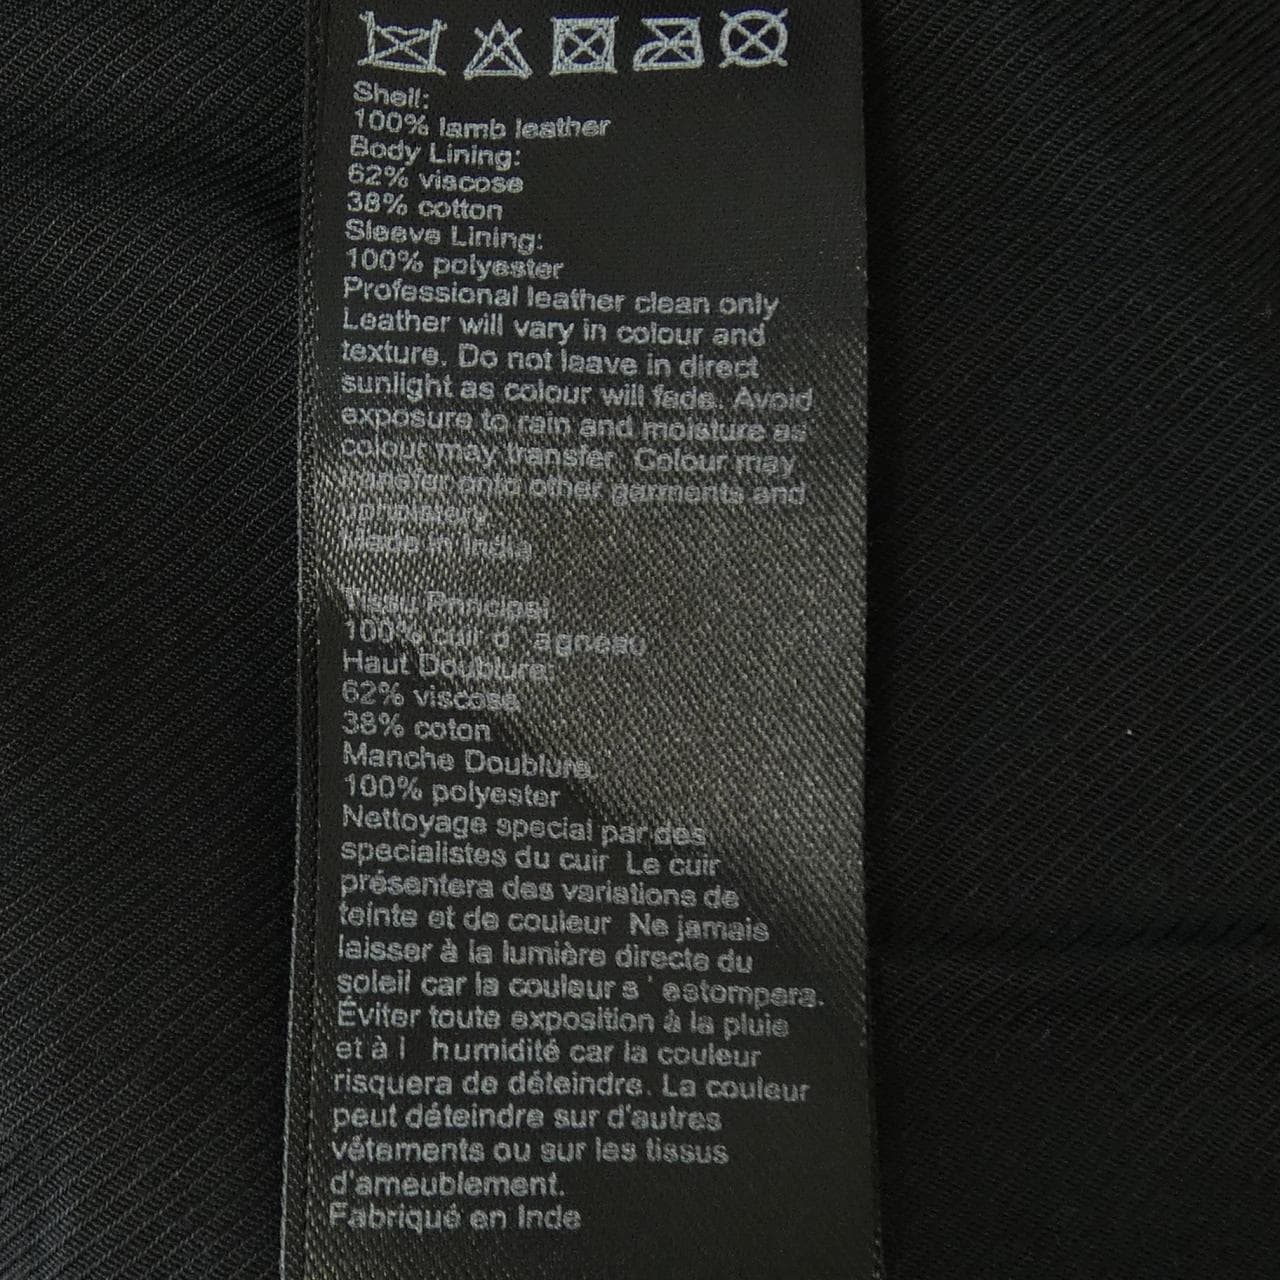 Shell:
100% lamb leather
Body Lining:
62% viscose
38% cotton
Sleeve Lining:
100% polyester
Professional leather clean only
Leather will vary in colour and
texture. Do not leave in direct
sunlight as colour will fade. Avoid
exposure to rain and moisture as
colour may transfer. Colour may
transfer onto other garments and
upholstery.
Made in India
Tissu Principal
100% cuir d' agneau
Haut Doublure:
62% viscose
38% coton
Manche Doublure:
100% polyester
Nettoyage special par des
specialistes du cuir Le cuir
présentera des variations de
teinte et de couleur Ne jamais
laisser à la lumière directe du
soleil car la couleur s ' estompera.
Éviter toute exposition à la pluie
et à l humidité car la couleur
risquera de déteindre. La couleur
peut déteindre sur d'autres
vêtements ou sur les tissus
d'ameublement.
Fabriqué en Inde